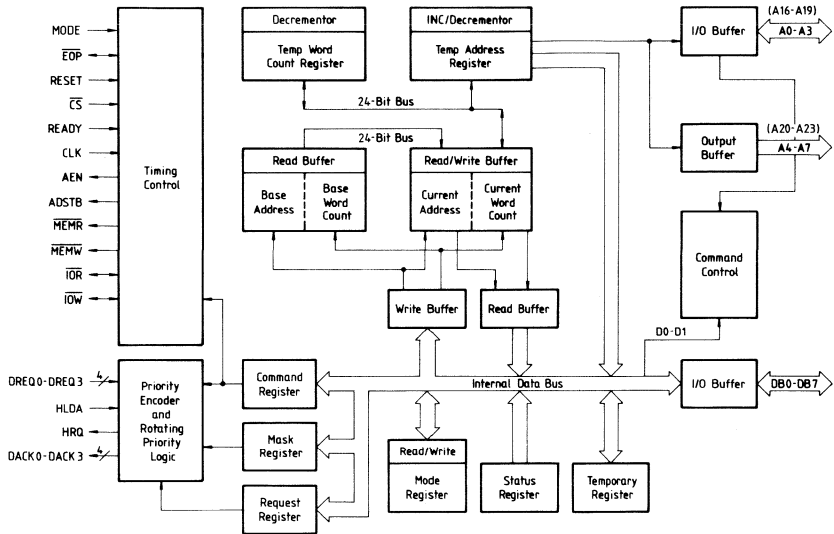 MODE
EOP
RESET
CS
READY
CLK
AEN
ADSTB
MEMR
MEMW
IOR
IOW
Timing
Control
Decrementor
Temp Word
Count Register
INC/Decrementor
Temp Address
Register
I/O Buffer
(A16-A19)
A0-A3
24-Bit Bus
24-Bit Bus
(A20-A23)
A4-A7
Output
Buffer
Read Buffer
Base
Address
Base
Word
Count
Read/Write Buffer
Current
Address
Current
Word
Count
Command
Control
Write Buffer
Read Buffer
D0-D1
DREQ0-DREQ3
4
HLDA
HRQ
DACK0-DACK3
4
Priority
Encoder
and
Rotating
Priority
Logic
Command
Register
Internal Data Bus
I/O Buffer
DB0-DB7
Mask
Register
Request
Register
Read/Write
Mode
Register
Status
Register
Temporary
Register